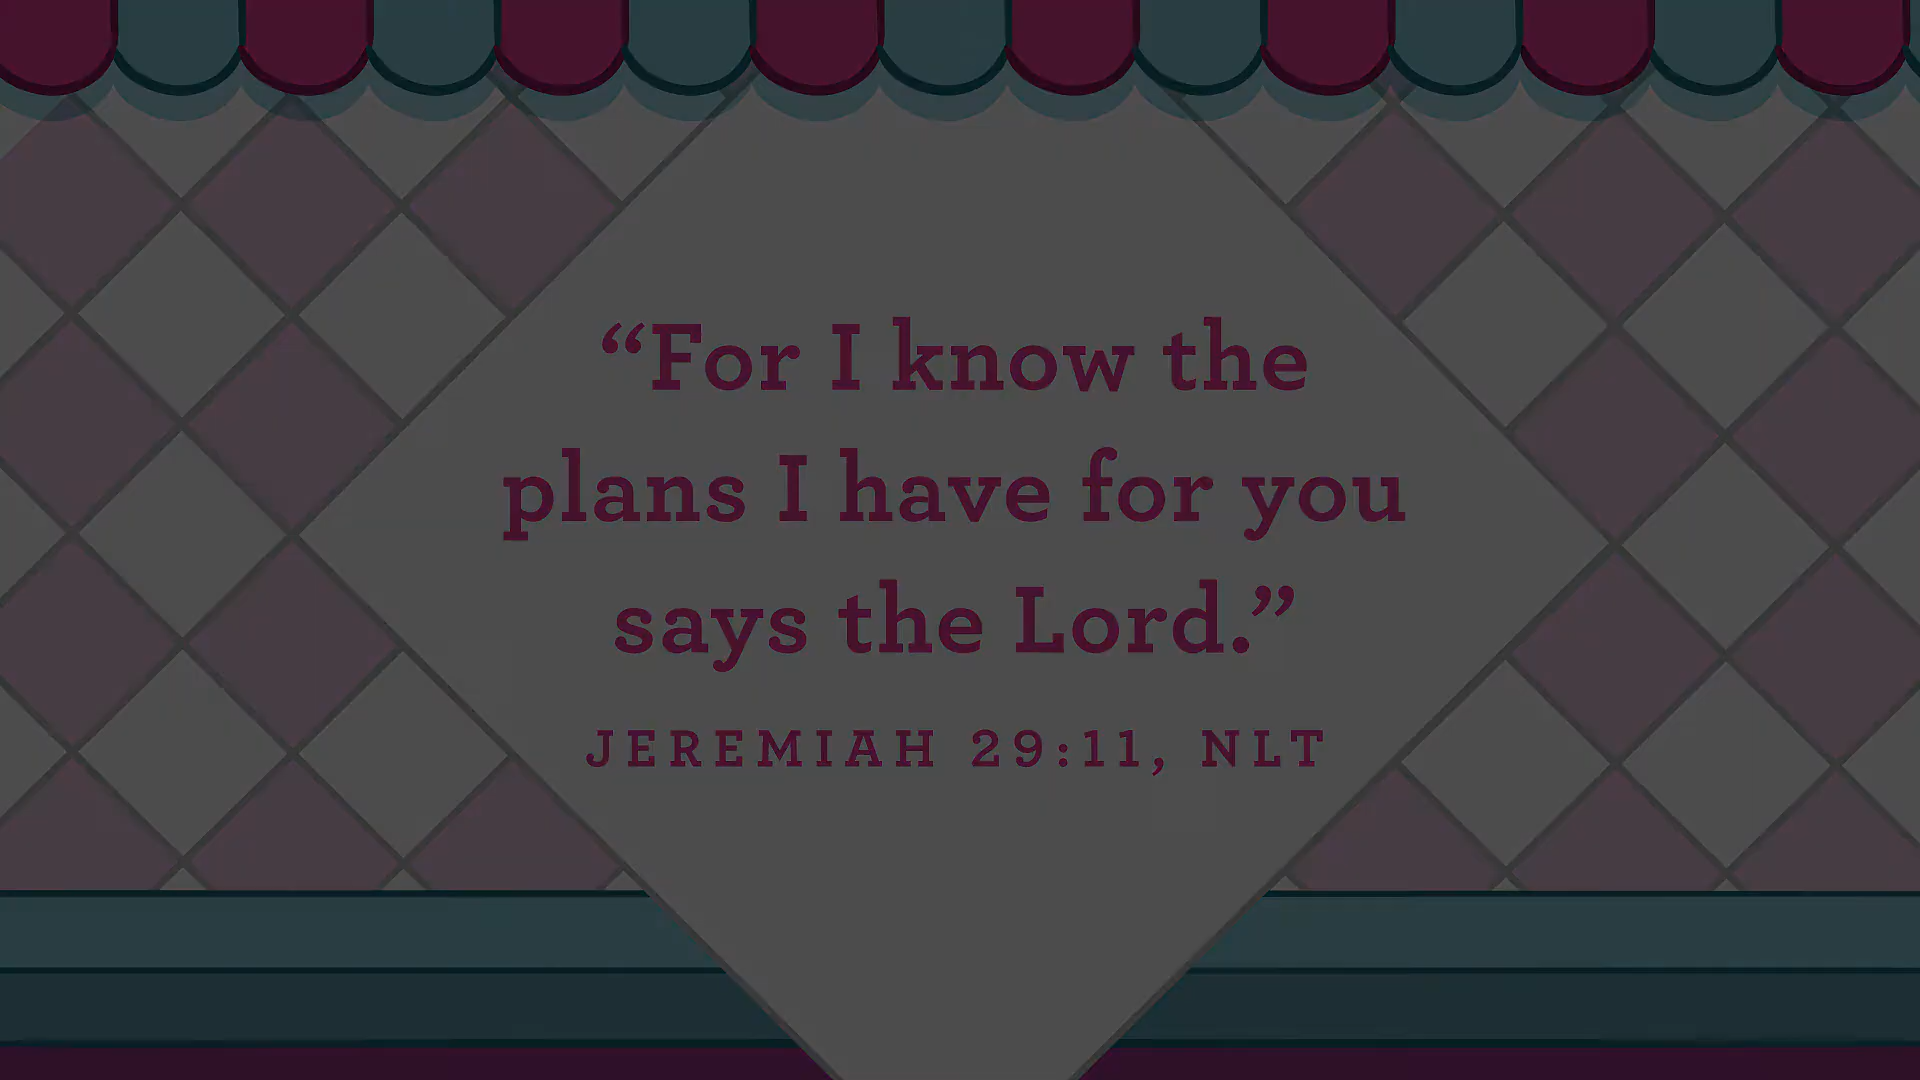 “For I know the
plans I have for you
says the Lord.”
JEREMIAH 29:11, NLT